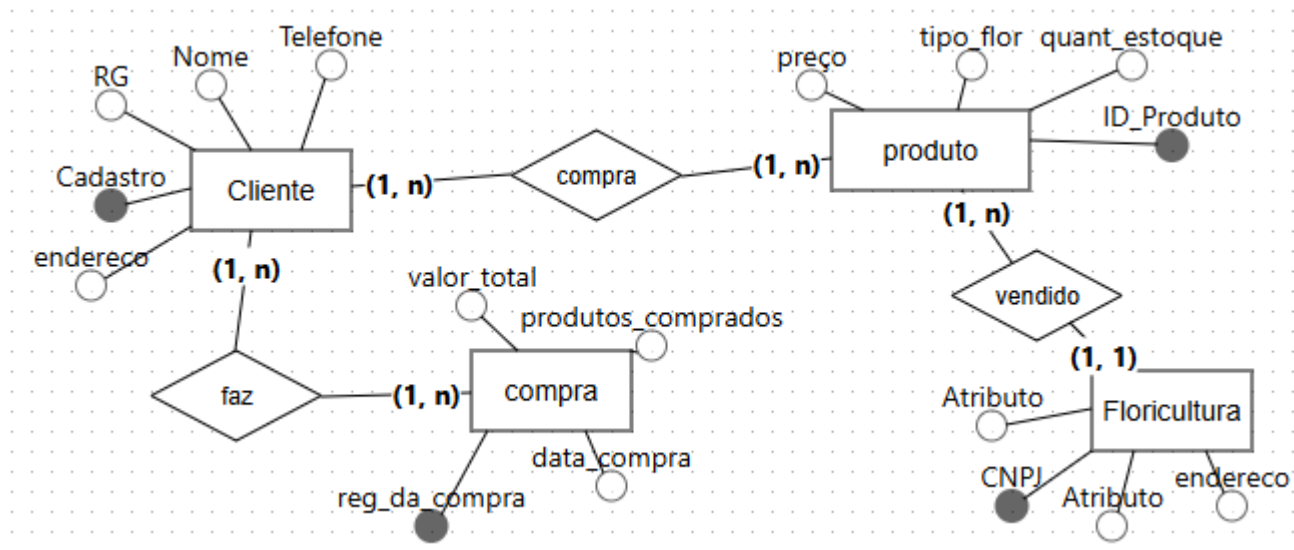 Telefone
Nome
RG
Cadastro
Cliente
endereco
(1, n)
compra
(1, n)
preço
tipo_flor
quant_estoque
ID_Produto
produto
(1, n)
vendido
(1, 1)
(1, n)
faz
(1, n)
valor_total
produtos_comprados
compra
data_compra
reg_da_compra
Atributo
Floricultura
CNPJ
Atributo
endereco